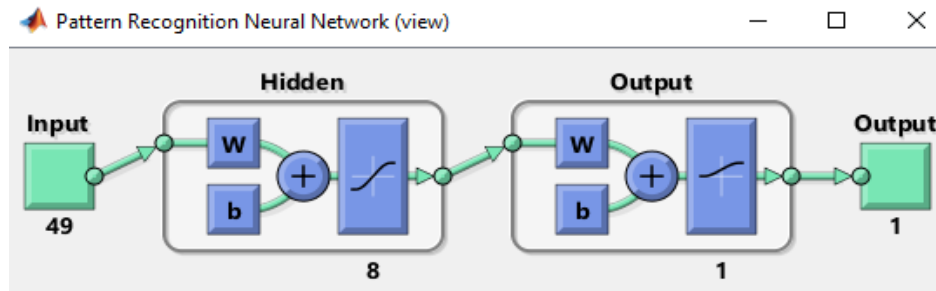 Pattern Recognition Neural Network (view)
Hidden
Output
Input
Output
W
W
b
b
49
8
1
1